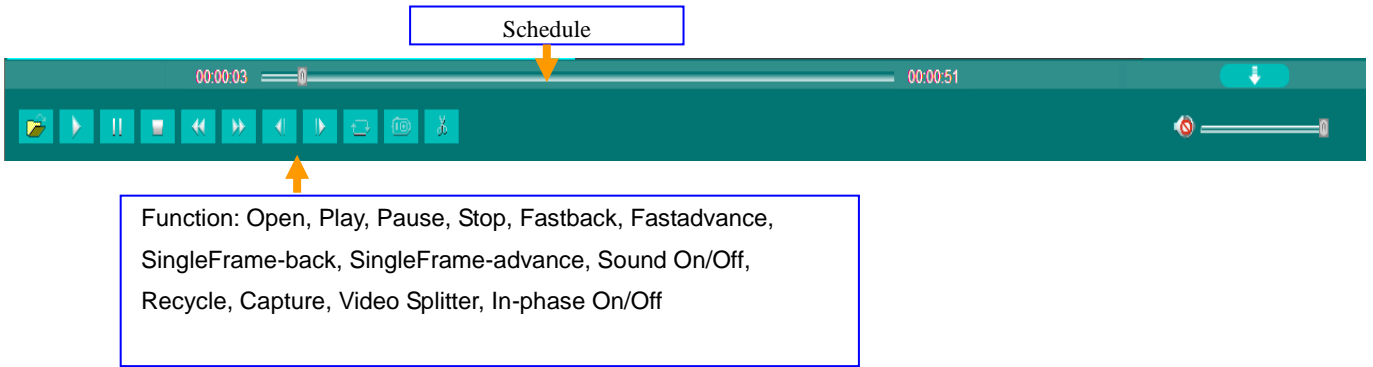 Schedule
00:00:03 00:00:51
Function: Open, Play, Pause, Stop, Fastback, Fastadvance,
SingleFrame-back, SingleFrame-advance, Sound On/Off,
Recycle, Capture, Video Splitter, In-phase On/Off